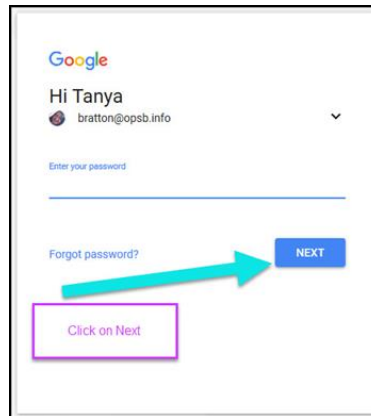 Google
Hi Tanya
bratton@opsb.info
Enter your password
Forgot password?
NEXT
Click on Next